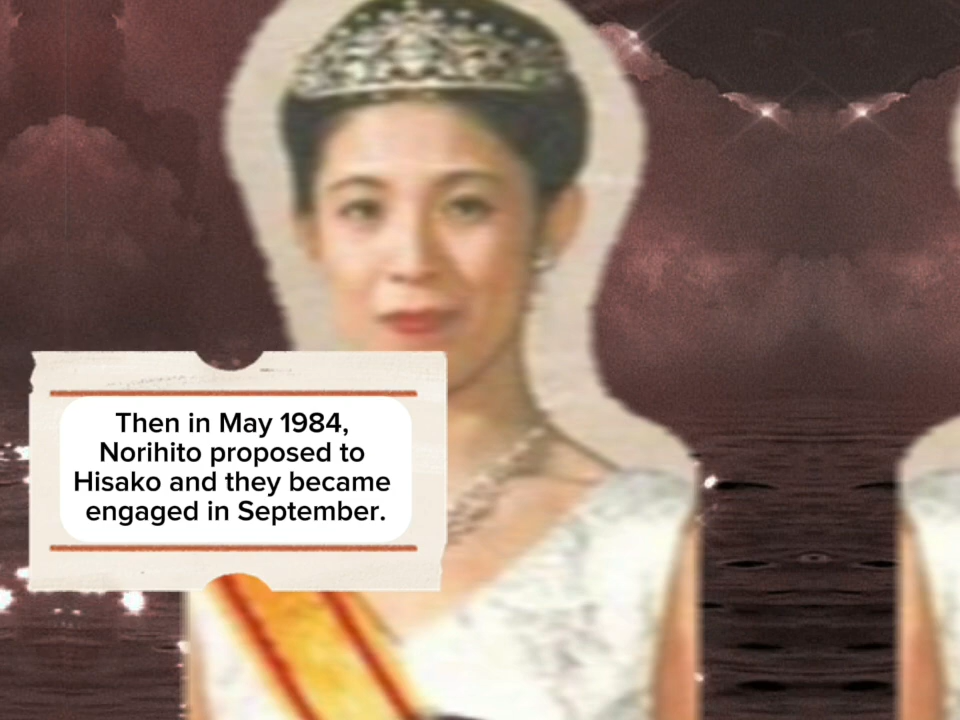 Then in May 1984,
Norihito proposed to
Hisako and they became
engaged in September.